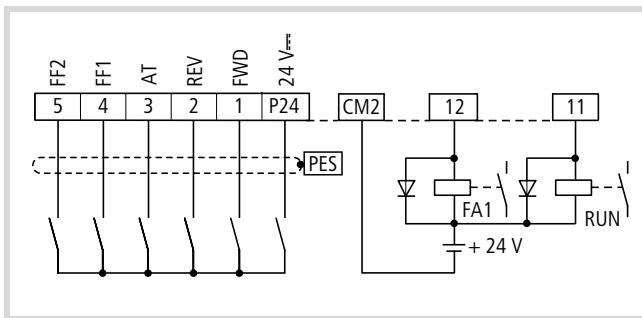 FF2 FF1 AT REV FWD 24 V⎓
5 4 3 2 1 P24 CM2 12 11
PES
FA1 RUN
+ 24 V